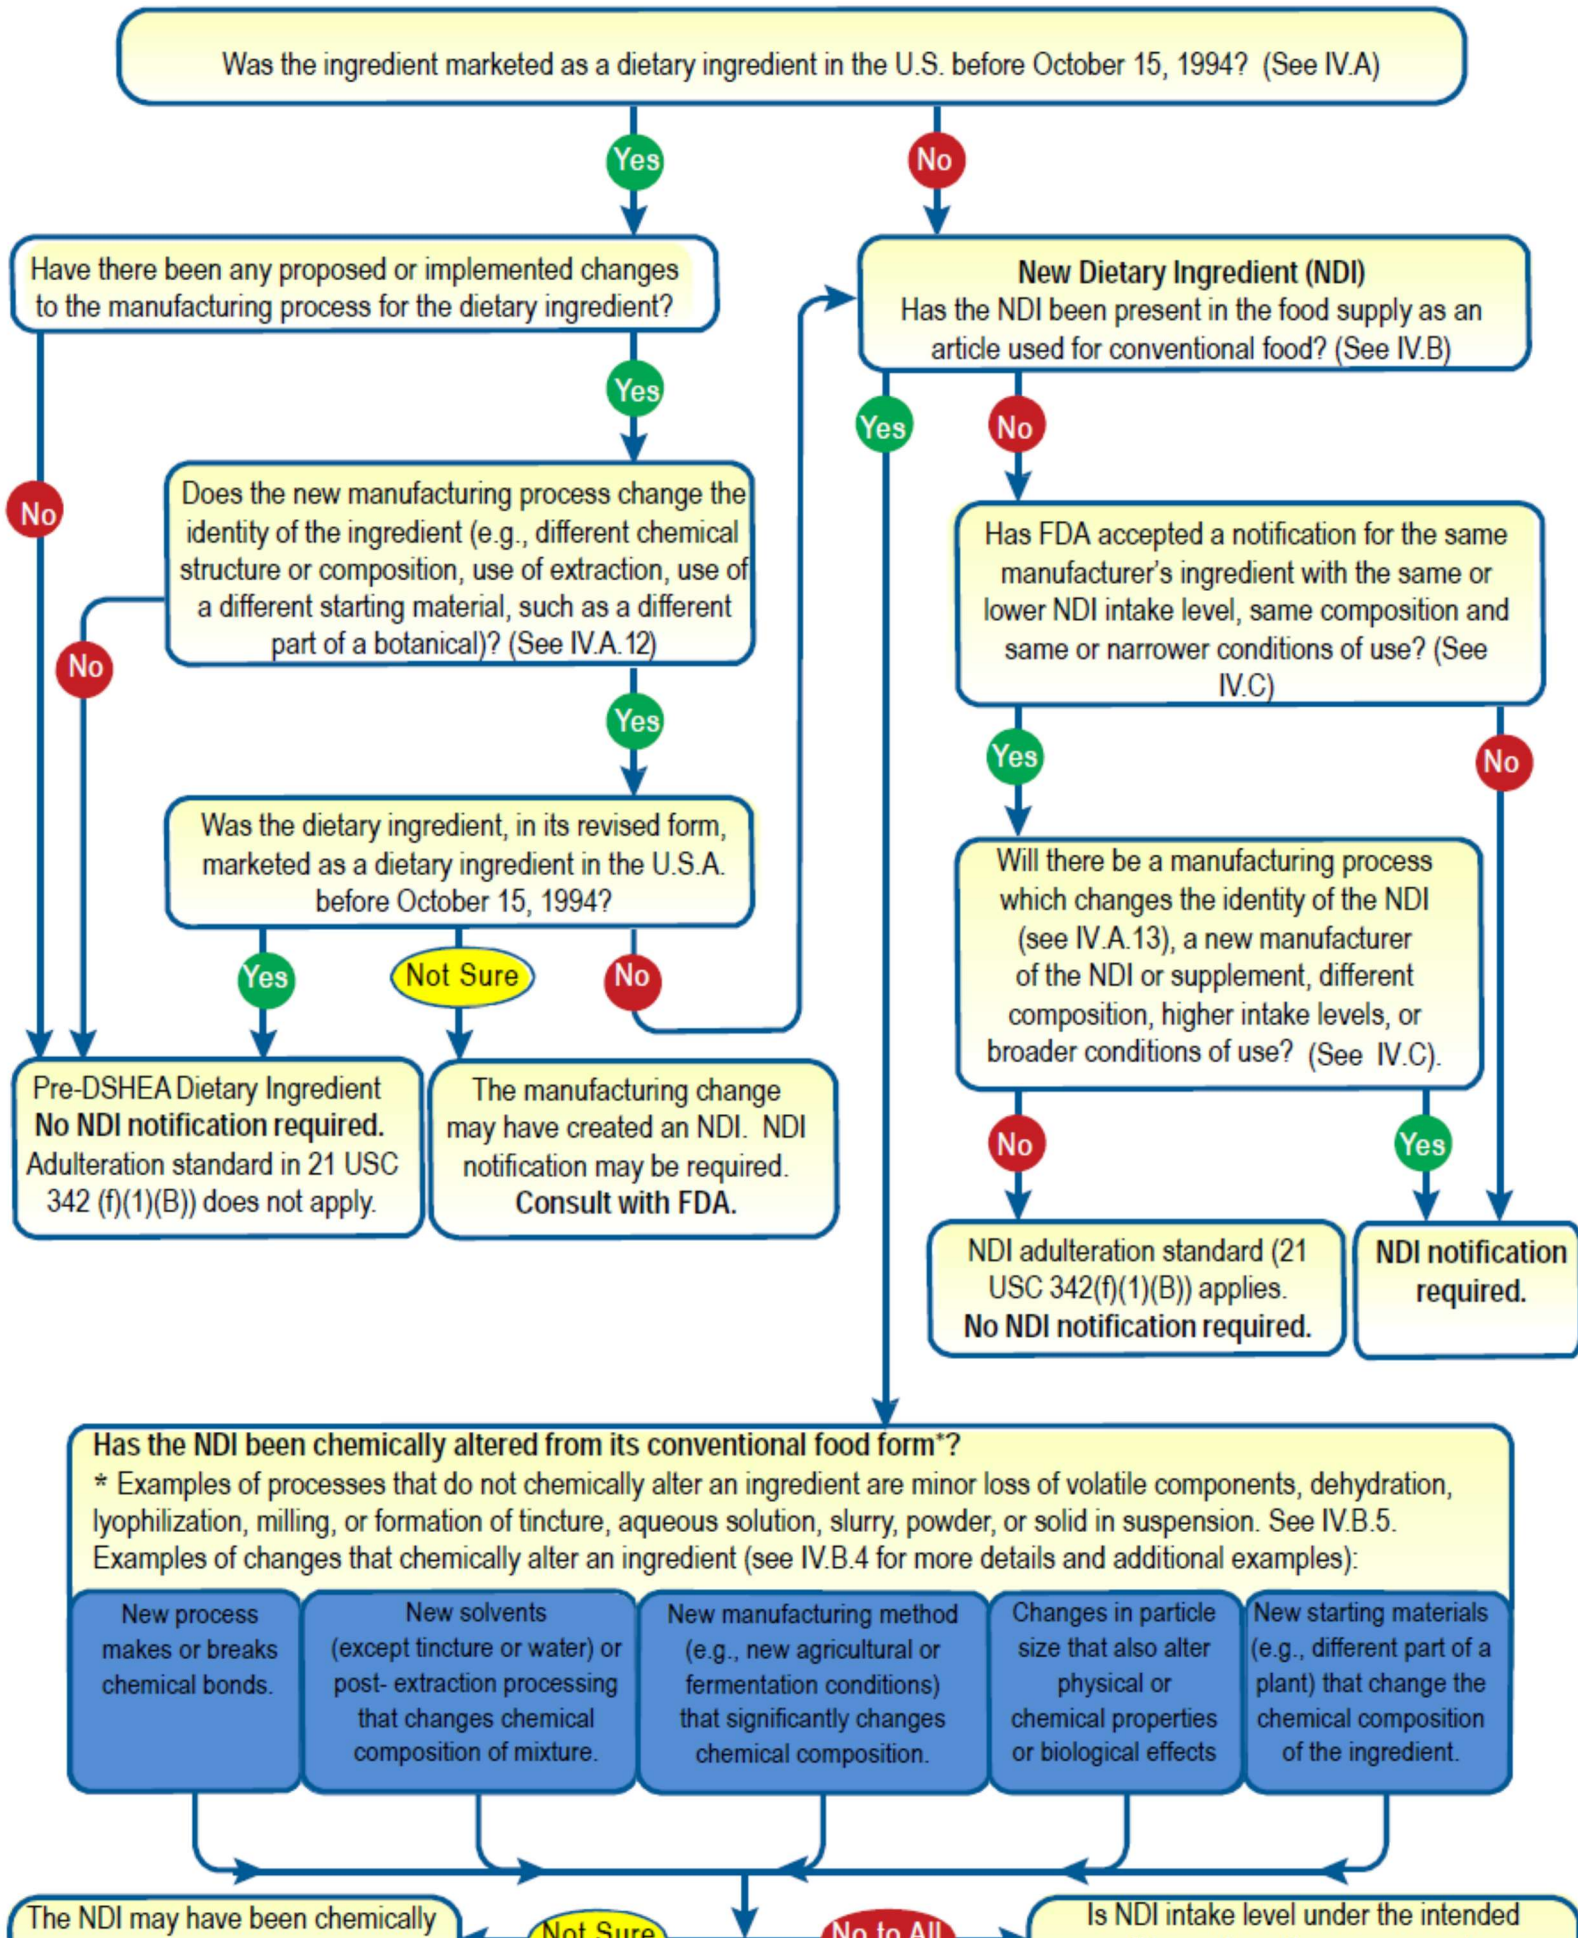 Was the ingredient marketed as a dietary ingredient in the U.S. before October 15, 1994? (See IV.A)
Yes
No
Have there been any proposed or implemented changes
to the manufacturing process for the dietary ingredient?
New Dietary Ingredient (NDI)
Has the NDI been present in the food supply as an
article used for conventional food? (See IV.B)
Yes
Yes
No
No
Does the new manufacturing process change the
identity of the ingredient (e.g., different chemical
structure or composition, use of extraction, use of
a different starting material, such as a different
part of a botanical)? (See IV.A.12)
Has FDA accepted a notification for the same
manufacturer's ingredient with the same or
lower NDI intake level, same composition and
same or narrower conditions of use? (See
IV.C)
No
Yes
Yes
No
Was the dietary ingredient, in its revised form,
marketed as a dietary ingredient in the U.S.A.
before October 15, 1994?
Will there be a manufacturing process
which changes the identity of the NDI
(see IV.A.13), a new manufacturer
of the NDI or supplement, different
composition, higher intake levels, or
broader conditions of use? (See IV.C).
Yes
Not Sure
No
Pre-DSHEA Dietary Ingredient
No NDI notification required.
Adulteration standard in 21 USC
342 (f)(1)(B)) does not apply.
The manufacturing change
may have created an NDI. NDI
notification may be required.
Consult with FDA.
No
Yes
NDI adulteration standard (21
USC 342(f)(1)(B)) applies.
No NDI notification required.
NDI notification
required.
Has the NDI been chemically altered from its conventional food form*?
* Examples of processes that do not chemically alter an ingredient are minor loss of volatile components, dehydration,
lyophilization, milling, or formation of tincture, aqueous solution, slurry, powder, or solid in suspension. See IV.B.5.
Examples of changes that chemically alter an ingredient (see IV.B.4 for more details and additional examples):
New process
makes or breaks
chemical bonds.
New solvents
(except tincture or water) or
post- extraction processing
that changes chemical
composition of mixture.
New manufacturing method
(e.g., new agricultural or
fermentation conditions)
that significantly changes
chemical composition.
Changes in particle
size that also alter
physical or
chemical properties
or biological effects
New starting materials
(e.g., different part of a
plant) that change the
chemical composition
of the ingredient.
The NDI may have been chemically
Not Sure
No to All
Is NDI intake level under the intended